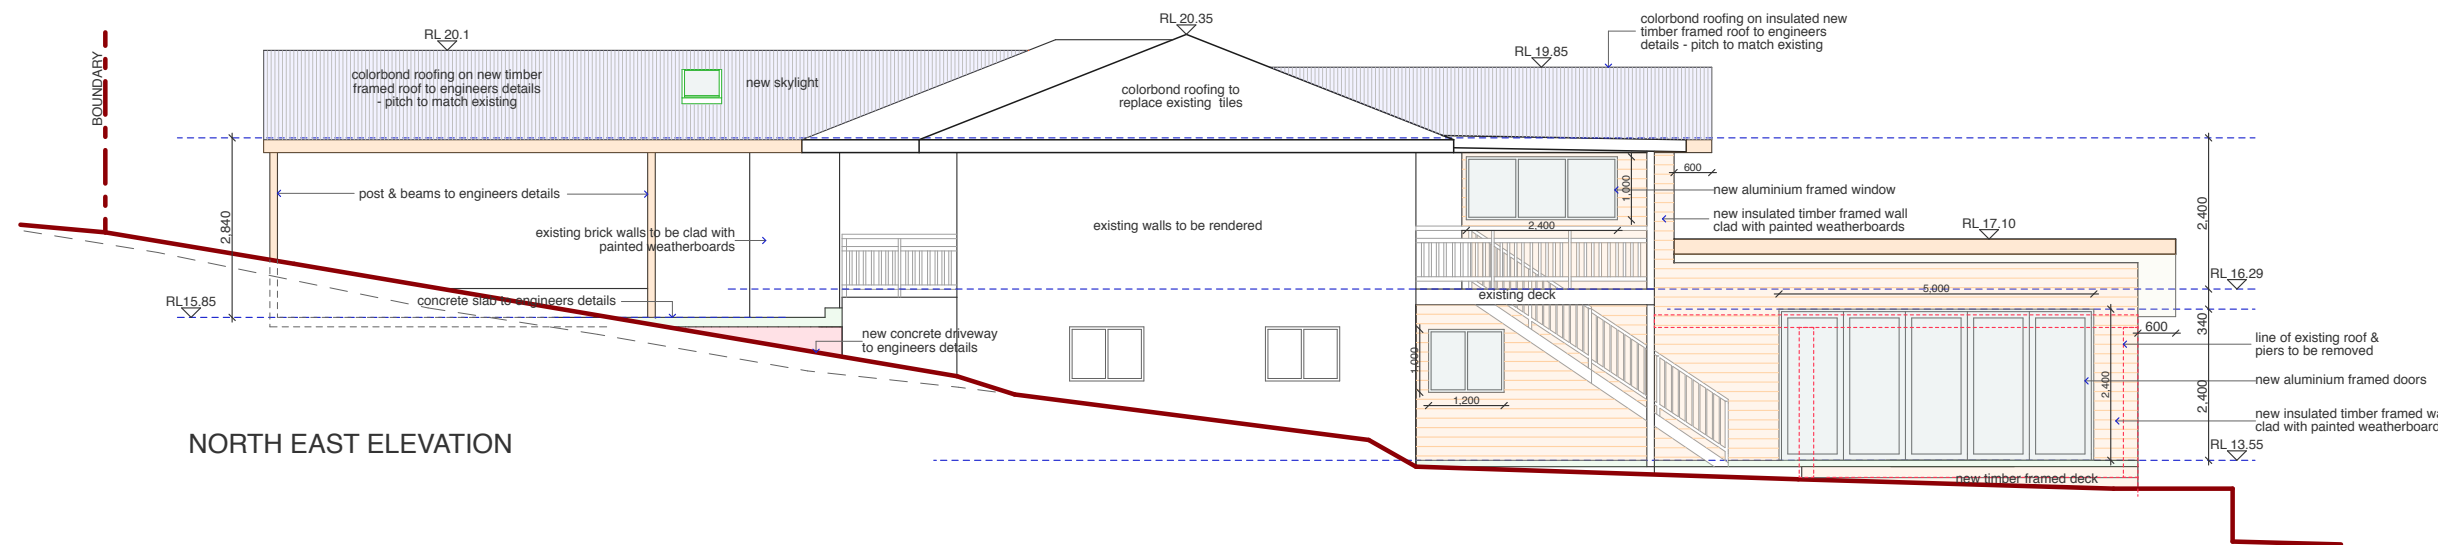 RL 20.1
RL 20.35
colorbond roofing on insulated new
timber framed roof to engineers
details - pitch to match existing
RL 19.85
BOUNDARY
colorbond roofing on new timber
framed roof to engineers details
- pitch to match existing
new skylight
colorbond roofing to
replace existing tiles
2,840
post & beams to engineers details
existing brick walls to be clad with
painted weatherboards
existing walls to be rendered
1,000
2,400
600
new aluminium framed window
new insulated timber framed wall
clad with painted weatherboards
RL 17.10
2,400
RL 16.29
RL15.85
concrete slab to engineers details
new concrete driveway
to engineers details
existing deck
5,000
340
600
line of existing roof &
piers to be removed
1,000
1,200
2,400
2,400
new aluminium framed doors
new insulated timber framed wa
clad with painted weatherboard
RL 13.55
new timber framed deck
NORTH EAST ELEVATION